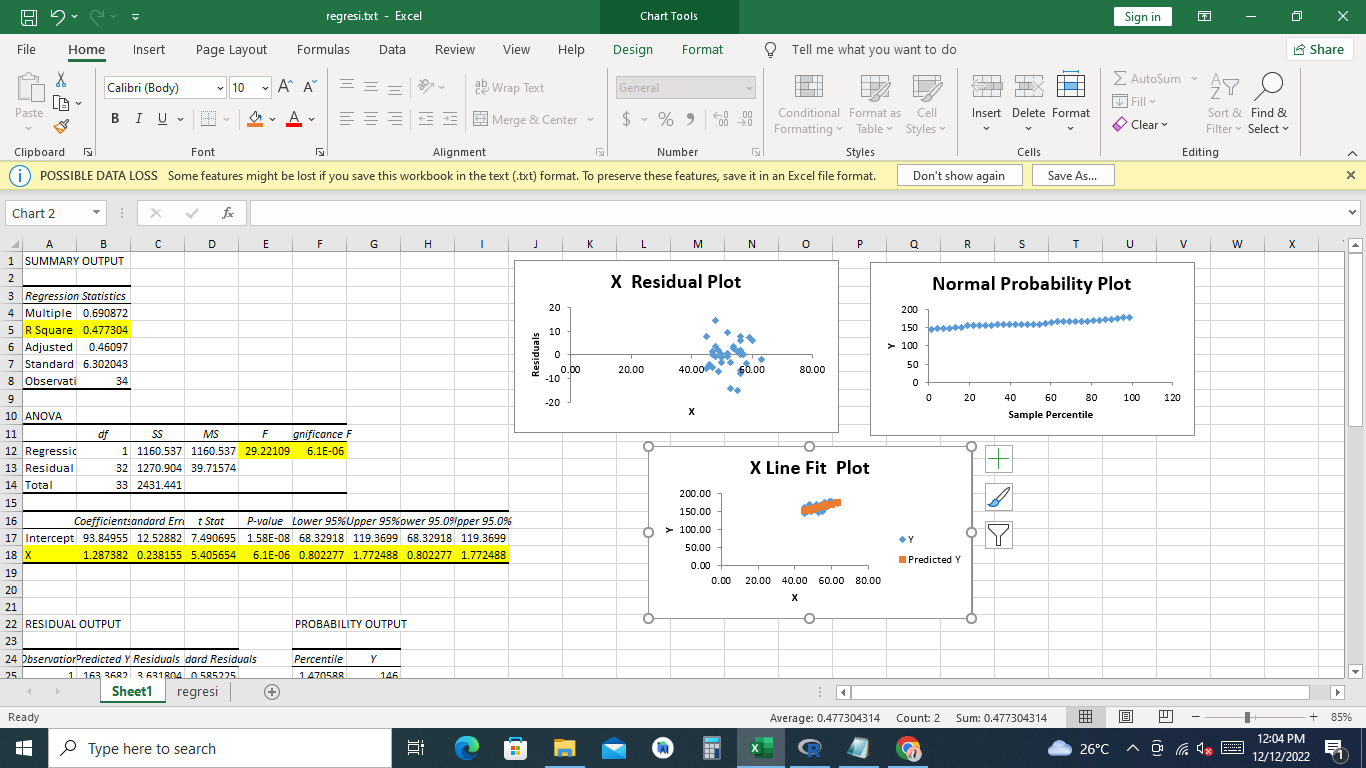 regresi.txt - Excel
Chart Tools
Sign in
File Home Insert Page Layout Formulas Data Review View Help Design Format Tell me what you want to do Share
Paste
Clipboard
Calibri (Body) 10 A A
B I U A
Font
ab Wrap Text
Merge & Center
Alignment
General
$ % 9 .00 .00
Number
Conditional Formatting
Format as Table
Cell Styles
Styles
Insert Delete Format
Cells
AutoSum
Fill
Clear
Sort & Filter
Find & Select
Editing
POSSIBLE DATA LOSS Some features might be lost if you save this workbook in the text (.txt) format. To preserve these features, save it in an Excel file format. Don't show again Save As...
Chart 2 fx
A B C D E F G H I J K L M N O P Q R S T U V W X
1 SUMMARY OUTPUT
2
3 Regression Statistics
4 Multiple 0.690872
5 R Square 0.477304
6 Adjusted 0.46097
7 Standard 6.302043
8 Observati 34
9
10 ANOVA
11 df SS MS F gnificance F
12 Regressic 1 1160.537 1160.537 29.22109 6.1E-06
13 Residual 32 1270.904 39.71574
14 Total 33 2431.441
15
16 Coefficients andard Erro t Stat P-value Lower 95% Upper 95% ower 95.0% Ipper 95.0%
17 Intercept 93.84955 12.52882 7.490695 1.58E-08 68.32918 119.3699 68.32918 119.3699
18 X 1.287382 0.238155 5.405654 6.1E-06 0.802277 1.772488 0.802277 1.772488
19
20
21
22 RESIDUAL OUTPUT PROBABILITY OUTPUT
23
24 Observation Predicted Y Residuals dard Residuals Percentile Y
25 1 163.3682 3.631804 0.585225 1.470588 146
X Residual Plot
20
10
0
-10
-20
0.00 20.00 40.00 60.00 80.00
Residuals
X
Normal Probability Plot
200
150
100
50
0
0 20 40 60 80 100 120
Y
Sample Percentile
X Line Fit Plot
200.00
150.00
100.00
50.00
0.00
0.00 20.00 40.00 60.00 80.00
Y
X
Y
Predicted Y
Sheet1 regresi
Ready Average: 0.477304314 Count: 2 Sum: 0.477304314 85%
Type here to search
26°C
12:04 PM
12/12/2022
1